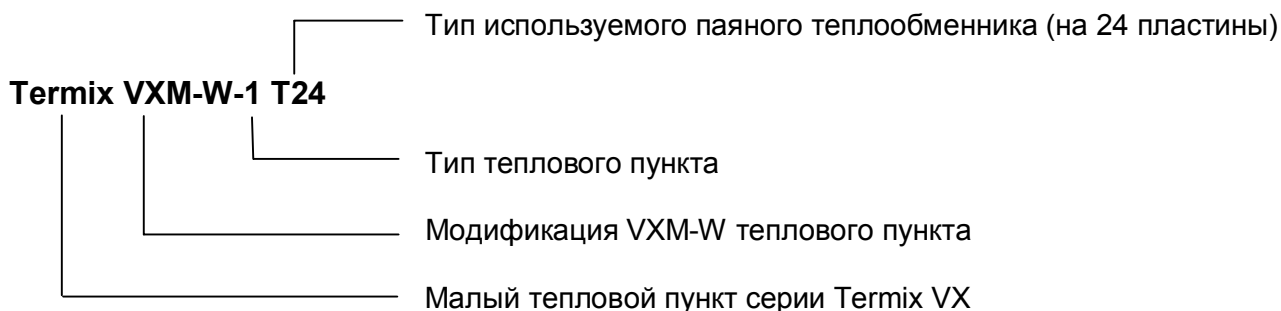 Тип используемого паяного теплообменника (на 24 пластины)
Termix VXM-W-1 T24
Тип теплового пункта
Модификация VXM-W теплового пункта
Малый тепловой пункт серии Termix VX